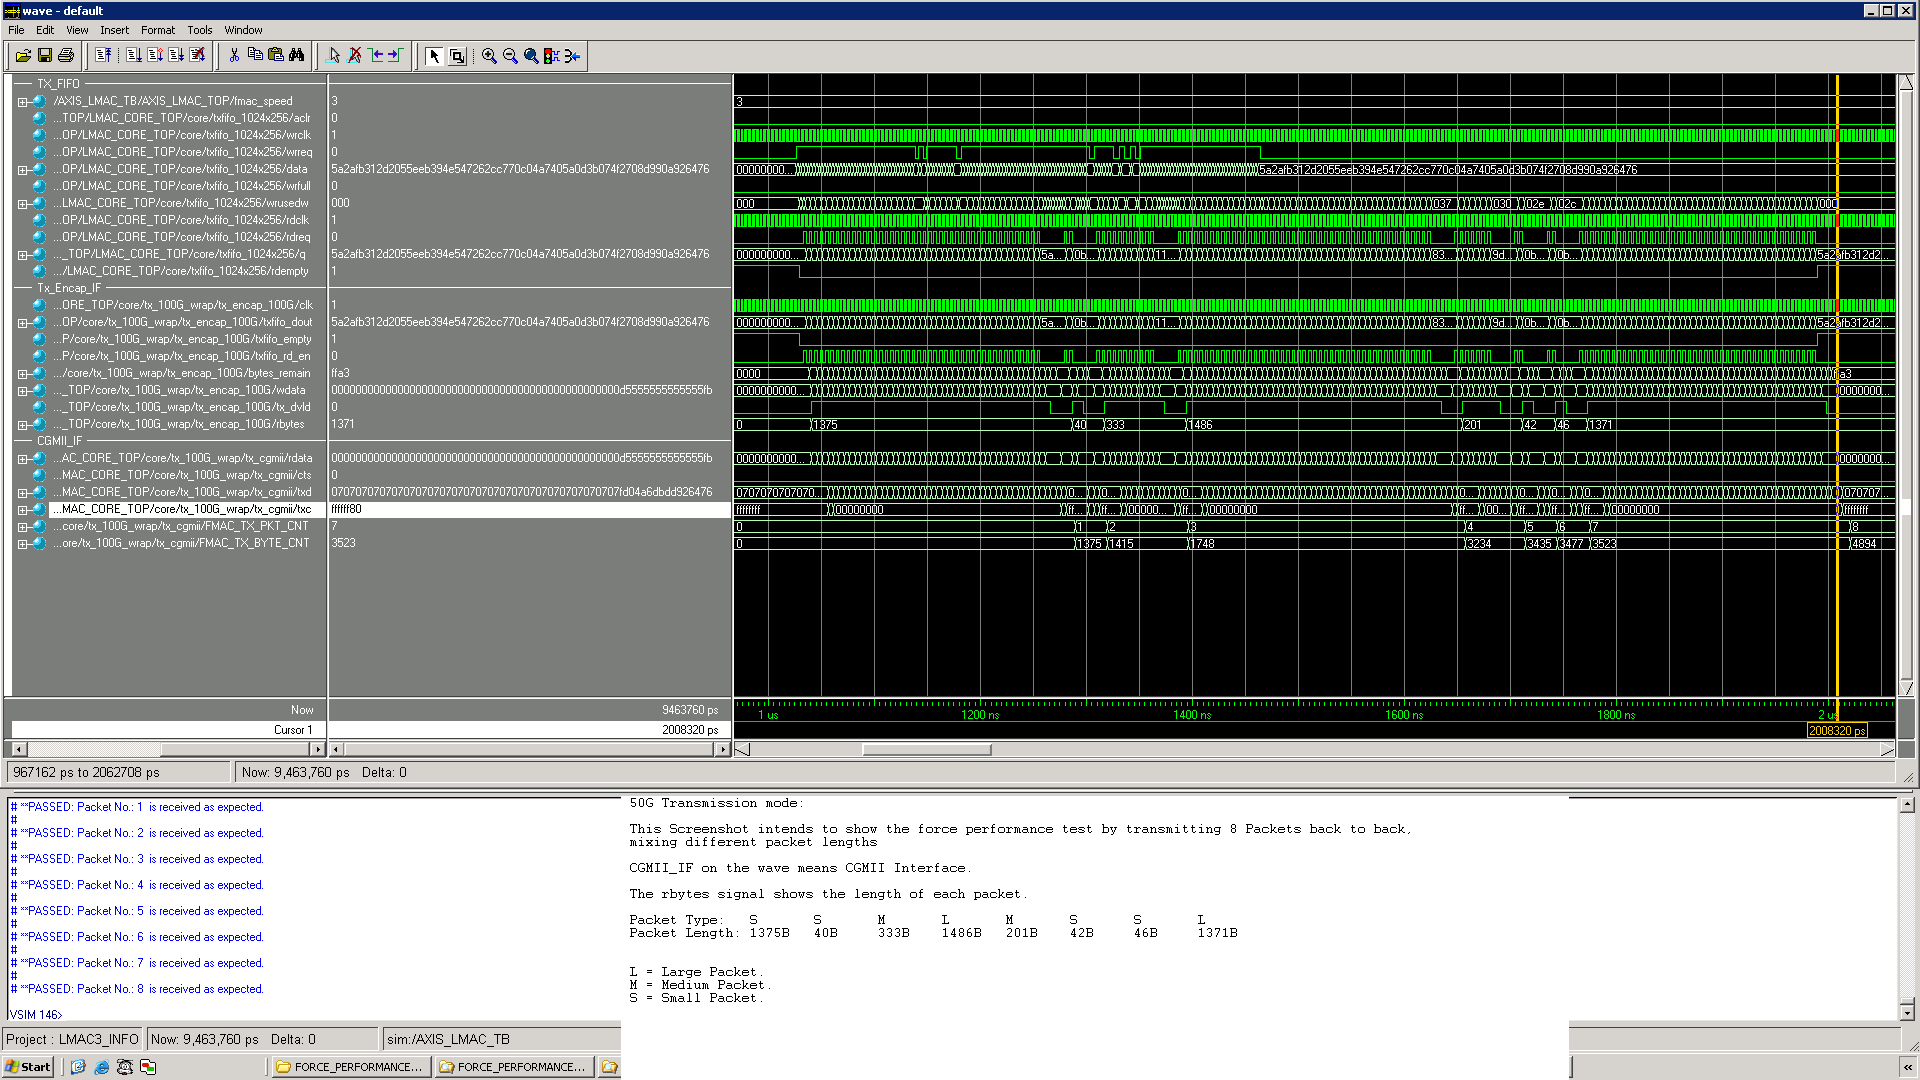 wave - default
File Edit View Insert Format Tools Window
TX_FIFO
/AXIS_LMAC_TB/AXIS_LMAC_TOP/fmac_speed 3 3
...TOP/LMAC_CORE_TOP/core/txfifo_1024x256/aclr 0
...OP/LMAC_CORE_TOP/core/txfifo_1024x256/wrclk 1
...OP/LMAC_CORE_TOP/core/txfifo_1024x256/wrreq 0
...OP/LMAC_CORE_TOP/core/txfifo_1024x256/data 5a2afb312d2055eeb394e547262cc770c04a7405a0d3b074f2708d990a926476 00000000... 5a2afb312d2055eeb394e547262cc770c04a7405a0d3b074f2708d990a926476
...OP/LMAC_CORE_TOP/core/txfifo_1024x256/wrfull 0
...LMAC_CORE_TOP/core/txfifo_1024x256/wrusedw 000 000 037 030 02e 02c 000
...OP/LMAC_CORE_TOP/core/txfifo_1024x256/rdclk 1
...OP/LMAC_CORE_TOP/core/txfifo_1024x256/rdreq 0
..._TOP/LMAC_CORE_TOP/core/txfifo_1024x256/q 5a2afb312d2055eeb394e547262cc770c04a7405a0d3b074f2708d990a926476 000000000... 5a... 0b... 11... 83... 9d... 0b... 0b... 5a2afb312d2...
.../LMAC_CORE_TOP/core/txfifo_1024x256/rdempty 1
Tx_Encap_IF
...ORE_TOP/core/tx_100G_wrap/tx_encap_100G/clk 1
...OP/core/tx_100G_wrap/tx_encap_100G/txfifo_dout 5a2afb312d2055eeb394e547262cc770c04a7405a0d3b074f2708d990a926476 000000000... 5a... 0b... 11... 83... 9d... 0b... 0b... 5a2afb312d2...
...P/core/tx_100G_wrap/tx_encap_100G/txfifo_empty 1
...P/core/tx_100G_wrap/tx_encap_100G/txfifo_rd_en 0
.../core/tx_100G_wrap/tx_encap_100G/bytes_remain ffa3 0000 ffa3
..._TOP/core/tx_100G_wrap/tx_encap_100G/wdata 000000000000000000000000000000000000000000000000d5555555555555fb 0000000000... 0000000...
..._TOP/core/tx_100G_wrap/tx_encap_100G/tx_dvld 0
..._TOP/core/tx_100G_wrap/tx_encap_100G/rbytes 1371 0 1375 40 333 1486 201 42 46 1371
CGMII_IF
...AC_CORE_TOP/core/tx_100G_wrap/tx_cgmii/rdata 000000000000000000000000000000000000000000000000d5555555555555fb 0000000000... 0000000...
...MAC_CORE_TOP/core/tx_100G_wrap/tx_cgmii/cts 0
...MAC_CORE_TOP/core/tx_100G_wrap/tx_cgmii/txd 07070707070707070707070707070707070707070707070707fd04a6dbdd926476 0707070707070... 0... 0... 0... 0... 0... 0... 0... 070707...
...MAC_CORE_TOP/core/tx_100G_wrap/tx_cgmii/txc ffffff80 ffffffff 00000000 ff... ff... 00000... ff... 00000000 ff... 00... ff... ff... ff... 00000000 ffffffff
...core/tx_100G_wrap/tx_cgmii/FMAC_TX_PKT_CNT 7 0 1 2 3 4 5 6 7 8
...ore/tx_100G_wrap/tx_cgmii/FMAC_TX_BYTE_CNT 3523 0 1375 1415 1748 3234 3435 3477 3523 4894
Now 9463760 ps 1 us 1200 ns 1400 ns 1600 ns 1800 ns 2 us
Cursor 1 2008320 ps 2008320 ps
967162 ps to 2062708 ps Now: 9,463,760 ps Delta: 0
# **PASSED: Packet No.: 1 is received as expected.
#
# **PASSED: Packet No.: 2 is received as expected.
#
# **PASSED: Packet No.: 3 is received as expected.
#
# **PASSED: Packet No.: 4 is received as expected.
#
# **PASSED: Packet No.: 5 is received as expected.
#
# **PASSED: Packet No.: 6 is received as expected.
#
# **PASSED: Packet No.: 7 is received as expected.
#
# **PASSED: Packet No.: 8 is received as expected.
VSIM 146>
50G Transmission mode:
This Screenshot intends to show the force performance test by transmitting 8 Packets back to back,
mixing different packet lengths
CGMII_IF on the wave means CGMII Interface.
The rbytes signal shows the length of each packet.
Packet Type: S S M L M S S L
Packet Length: 1375B 40B 333B 1486B 201B 42B 46B 1371B
L = Large Packet.
M = Medium Packet.
S = Small Packet.
Project : LMAC3_INFO Now: 9,463,760 ps Delta: 0 sim:/AXIS_LMAC_TB
Start FORCE_PERFORMANCE... FORCE_PERFORMANCE... «